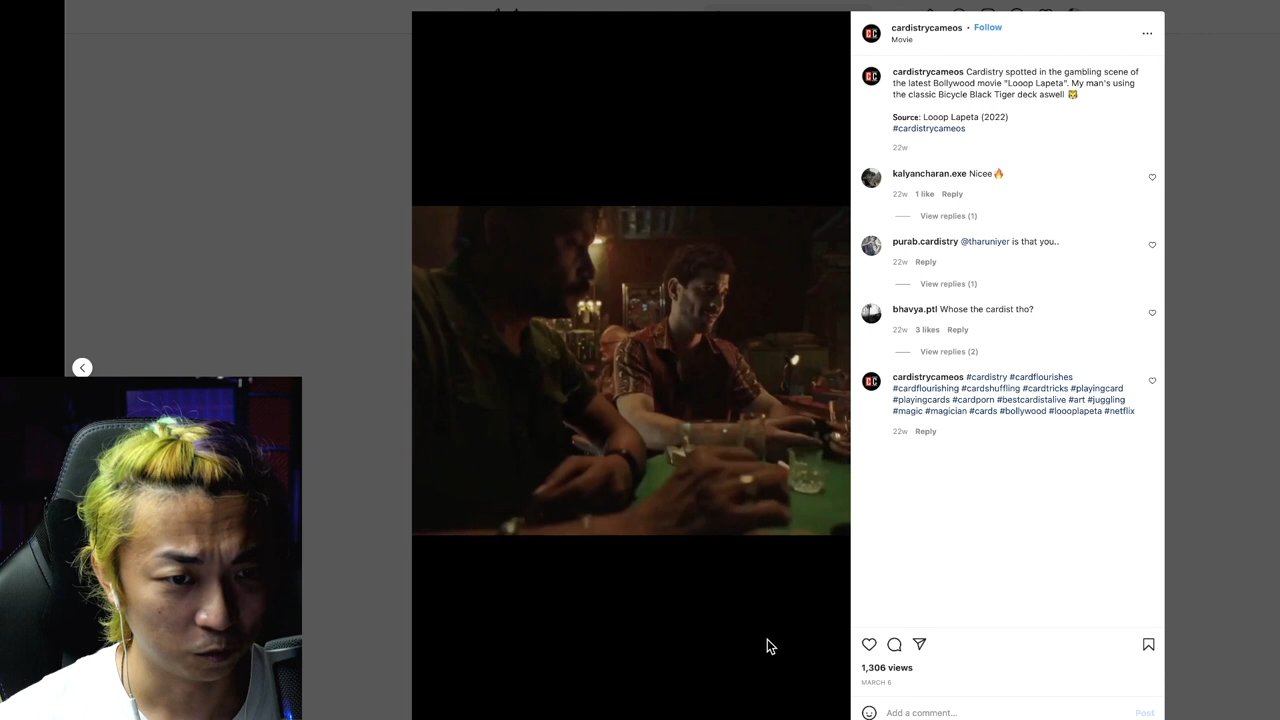 cardistrycameos • Follow
Movie
cardistrycameos Cardistry spotted in the gambling scene of
the latest Bollywood movie "Looop Lapeta". My man's using
the classic Bicycle Black Tiger deck aswell 🐯
Source: Looop Lapeta (2022)
#cardistrycameos
22w
kalyancharan.exe Nicee🔥
22w 1 like Reply
View replies (1)
purab.cardistry @tharuniyer is that you..
22w Reply
View replies (1)
bhavya.ptl Whose the cardist tho?
22w 3 likes Reply
View replies (2)
cardistrycameos #cardistry #cardflourishes
#cardflourishing #cardshuffling #cardtricks #playingcard
#playingcards #cardporn #bestcardistalive #art #juggling
#magic #magician #cards #bollywood #loooplapeta #netflix
22w Reply
1,306 views
MARCH 6
Add a comment... Post